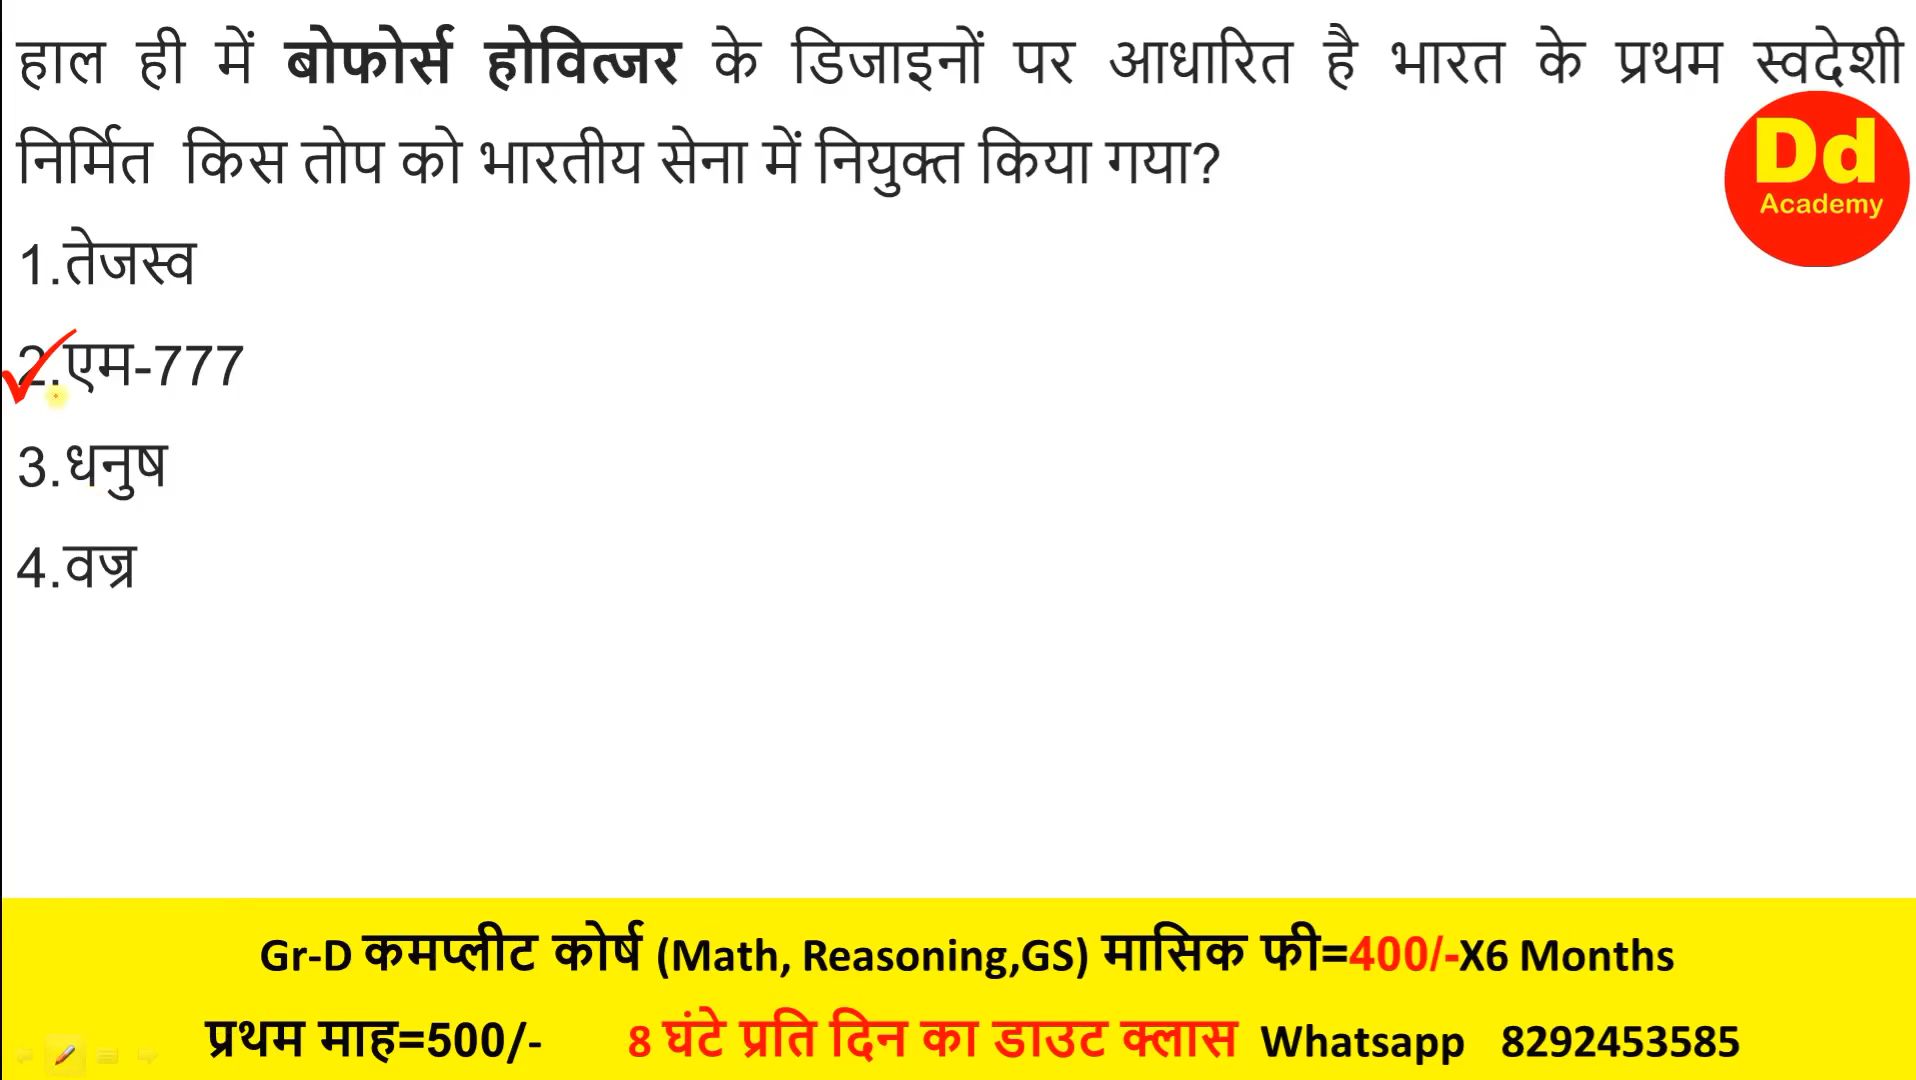 हाल ही में बोफोर्स होवित्जर के डिजाइनों पर आधारित है भारत के प्रथम स्वदेशी
निर्मित किस तोप को भारतीय सेना में नियुक्त किया गया?
Dd
Academy
1.तेजस्व
2.एम-777
3.धनुष
4.वज्र
Gr-D कमप्लीट कोर्ष (Math, Reasoning,GS) मासिक फी=400/-X6 Months
प्रथम माह=500/- 8 घंटे प्रति दिन का डाउट क्लास Whatsapp 8292453585